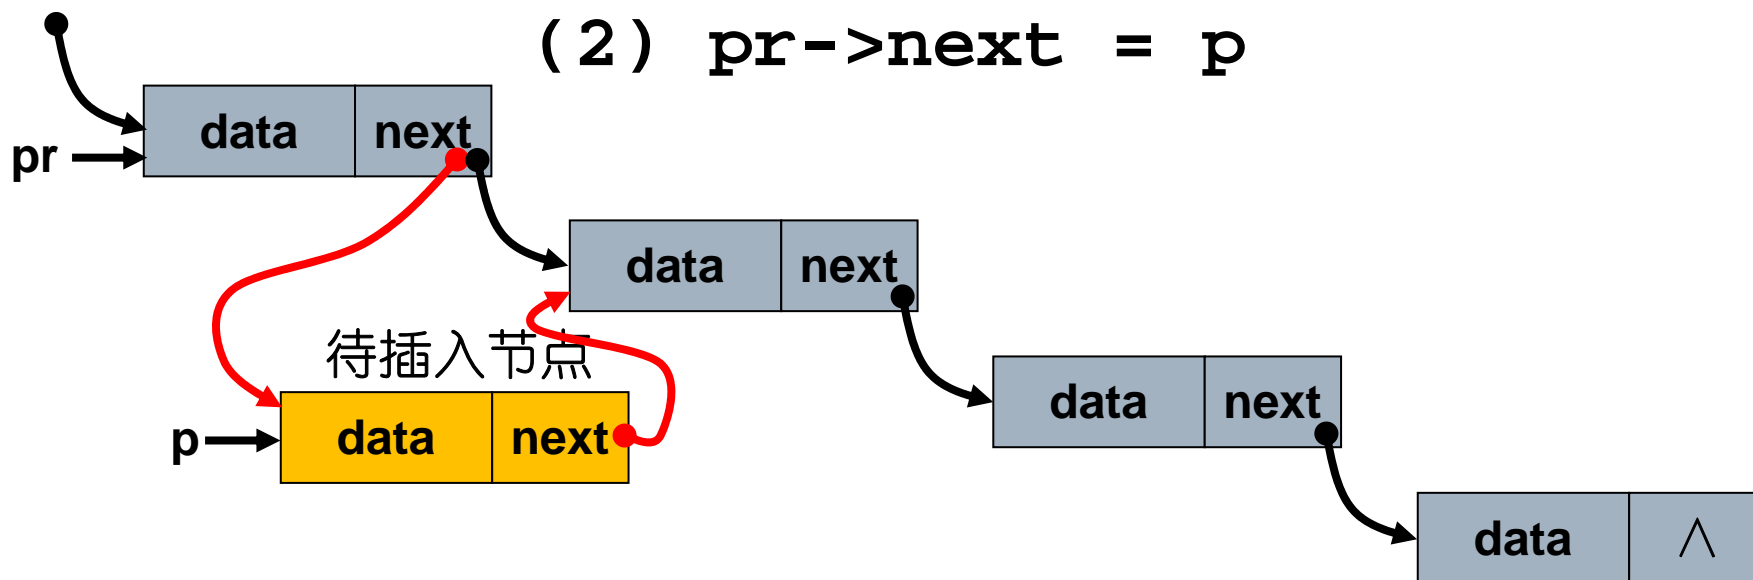 (2) pr->next = p
data next
pr
data next
待插入节点
data next
p data next
data ∧